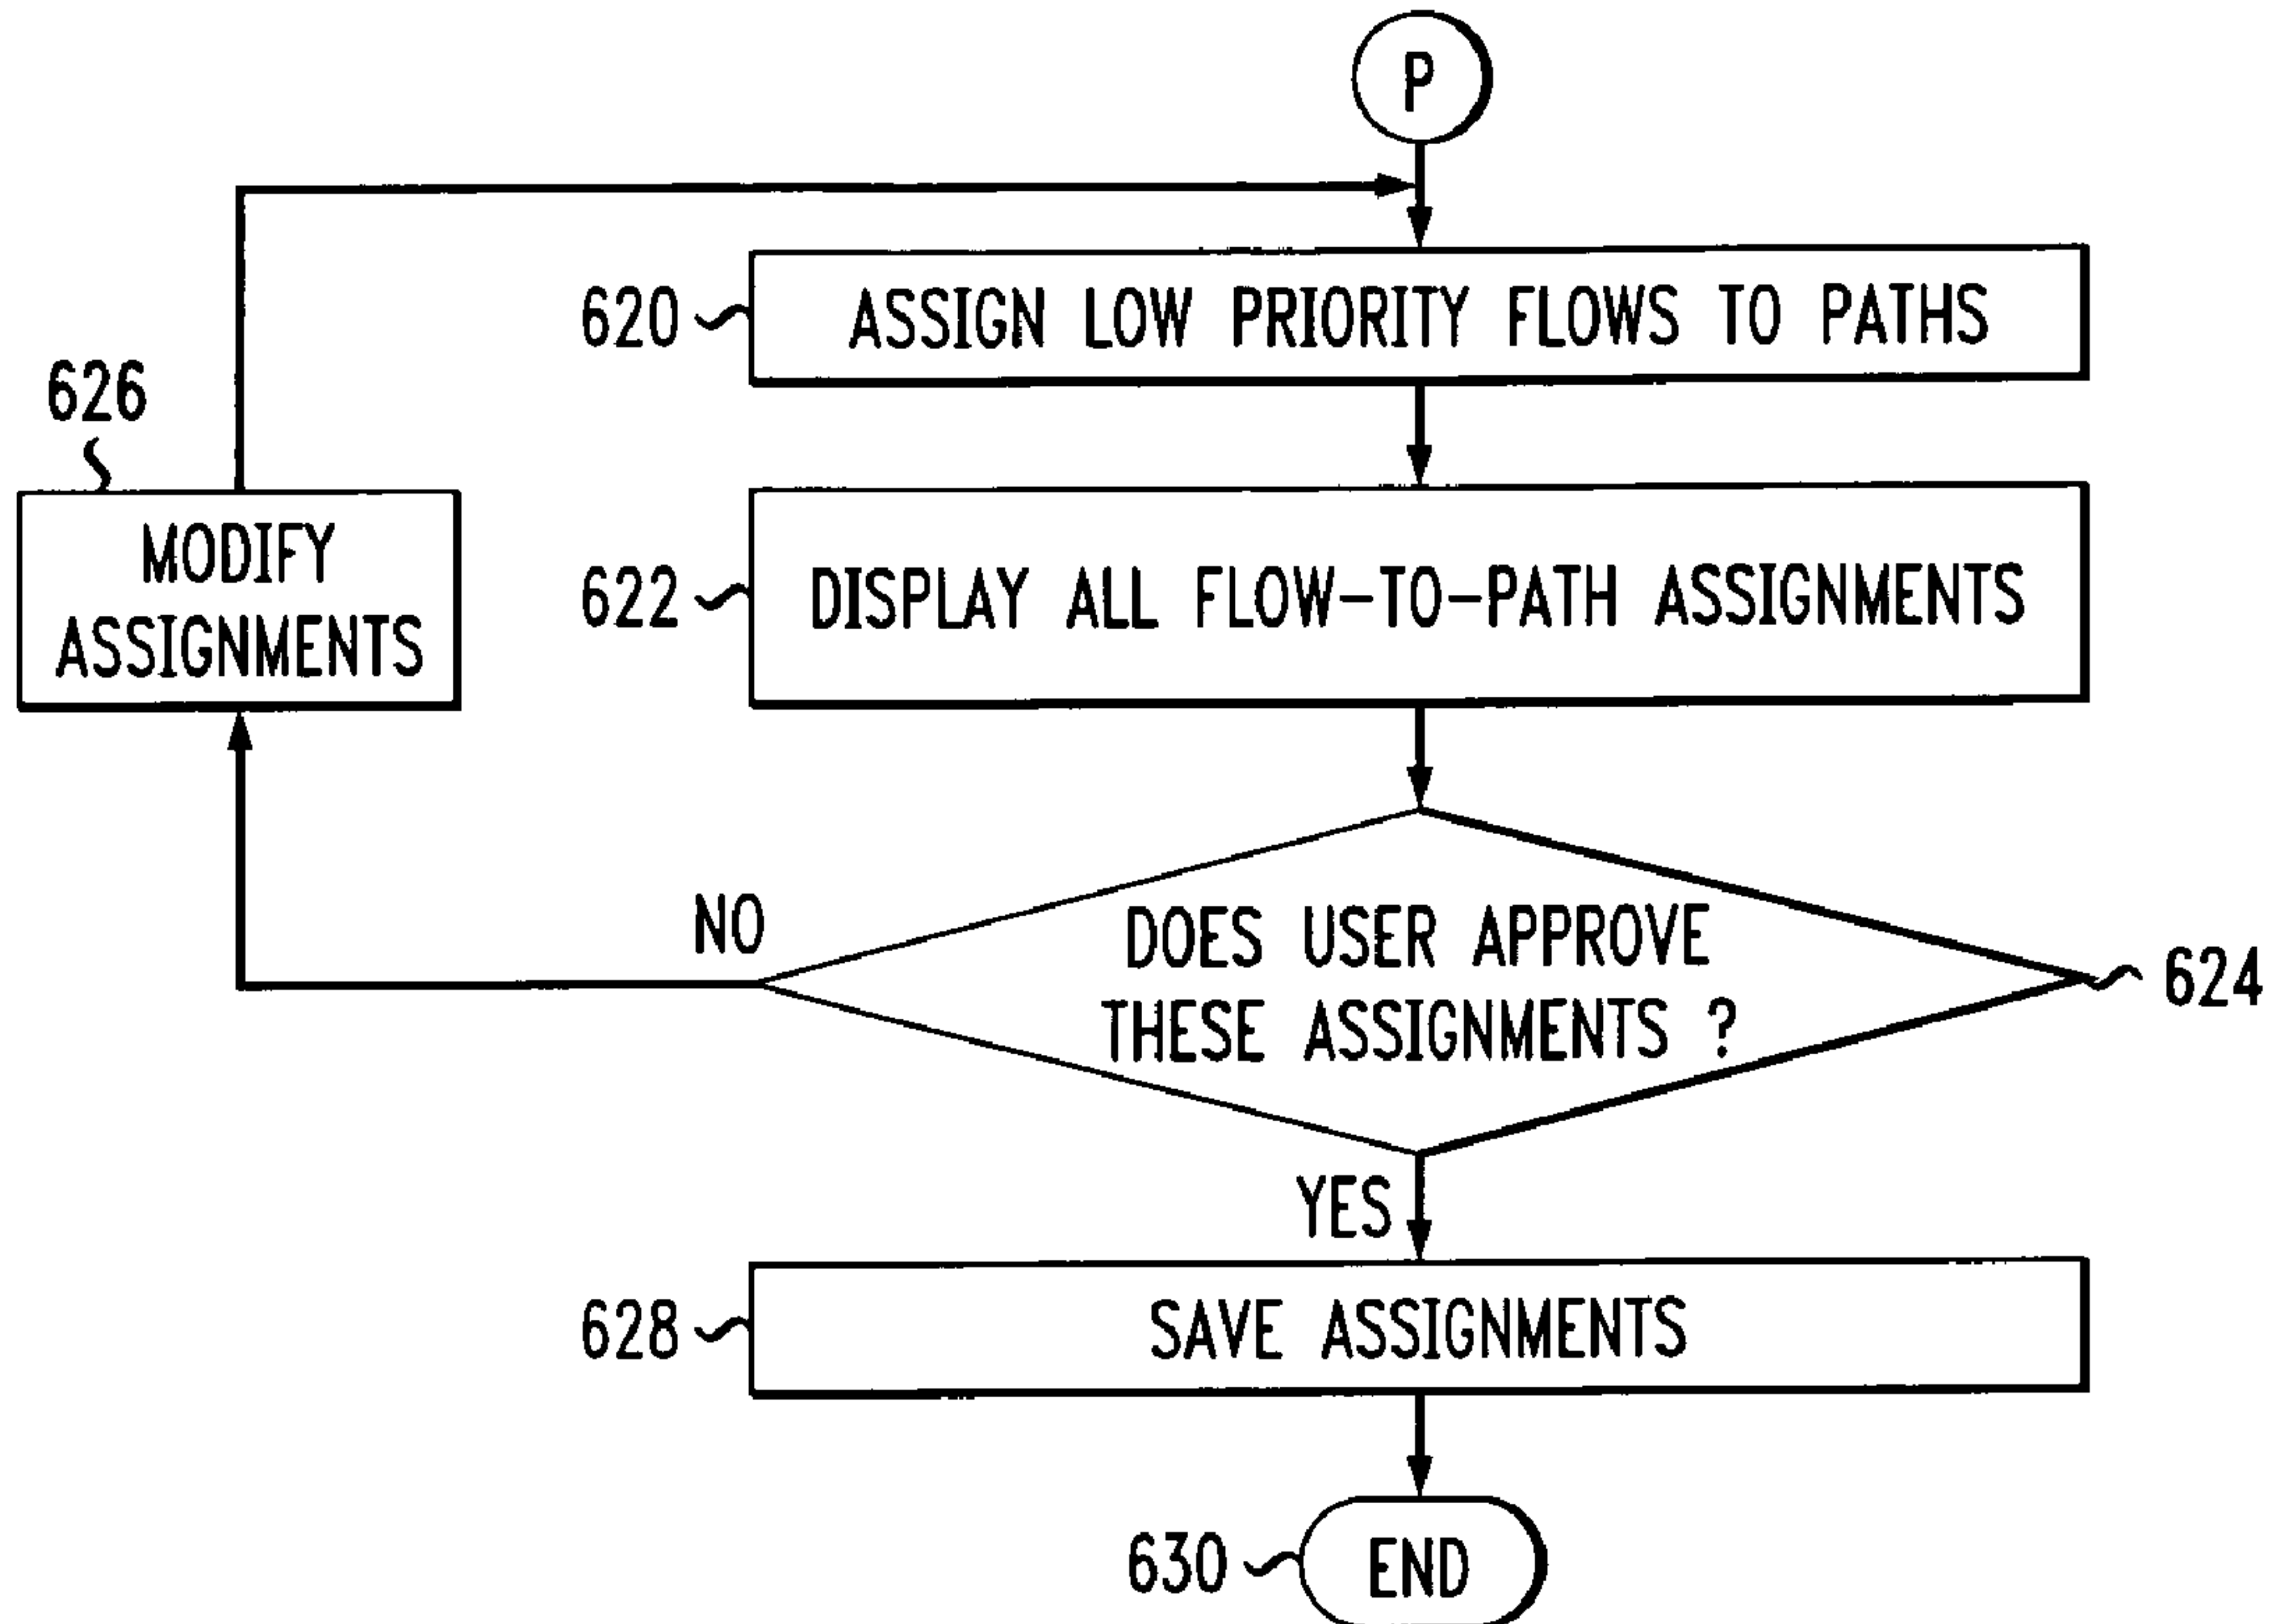 P
620
ASSIGN LOW PRIORITY FLOWS TO PATHS
626
MODIFY
ASSIGNMENTS
622
DISPLAY ALL FLOW-TO-PATH ASSIGNMENTS
NO
DOES USER APPROVE
THESE ASSIGNMENTS ?
624
YES
628
SAVE ASSIGNMENTS
630
END